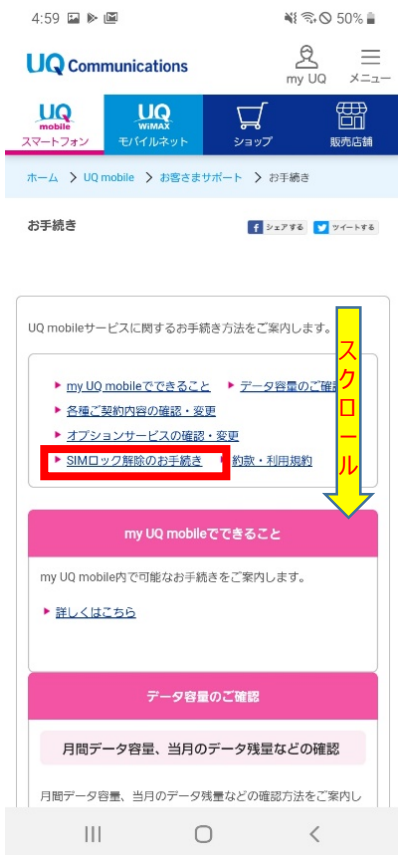 4:59 50%
UQ Communications
my UQ メニュー
UQ mobile UQ WiMAX
スマートフォン モバイルネット ショップ 販売店舗
ホーム > UQ mobile > お客さまサポート > お手続き
お手続き シェアする ツイートする
UQ mobileサービスに関するお手続き方法をご案内します。
my UQ mobileでできること データ容量のご確
各種ご契約内容の確認・変更
オプションサービスの確認・変更
SIMロック解除のお手続き 約款・利用規約
スクロール
my UQ mobileでできること
my UQ mobile内で可能なお手続きをご案内します。
詳しくはこちら
データ容量のご確認
月間データ容量、当月のデータ残量などの確認
月間データ容量、当月のデータ残量などの確認方法をご案内し